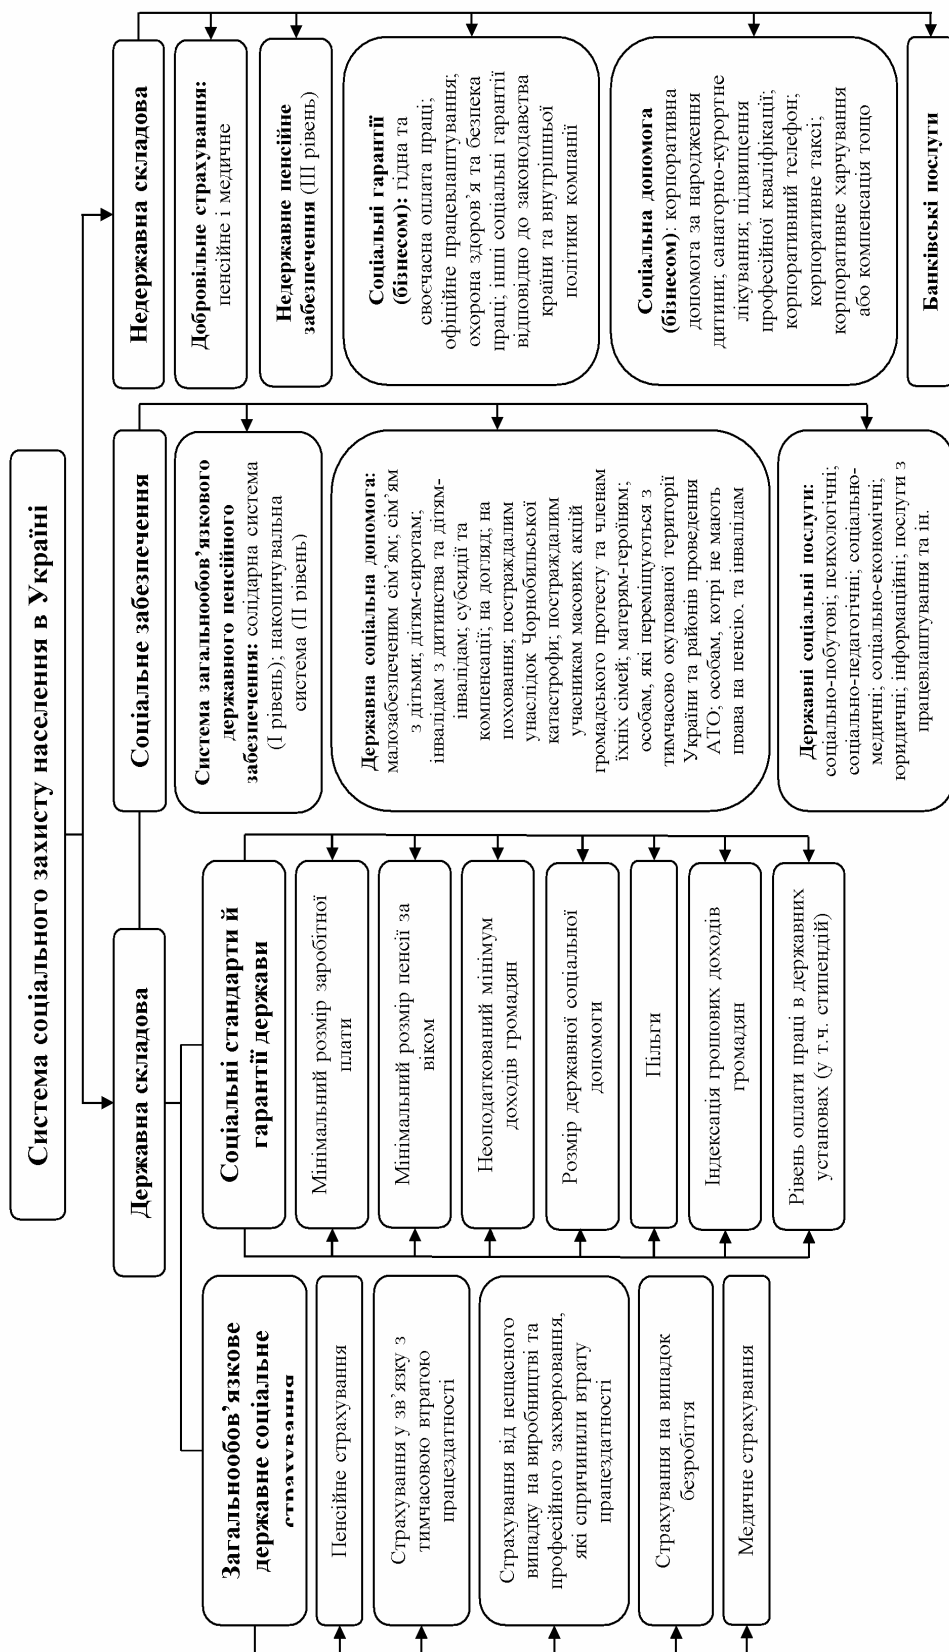 Система соціального захисту населення в Україні
Державна складова
Загальнообов’язкове
державне соціальне
страхування
Пенсійне страхування
Страхування у зв’язку з
тимчасовою втратою
працездатності
Страхування від нещасного
випадку на виробництві та
професійного захворювання,
які спричинили втрату
працездатності
Страхування на випадок
безробіття
Медичне страхування
Соціальні стандарти й
гарантії держави
Мінімальний розмір заробітної
плати
Мінімальний розмір пенсії за
віком
Неоподаткований мінімум
доходів громадян
Розмір державної соціальної
допомоги
Пільги
Індексація грошових доходів
громадян
Рівень оплати праці в державних
установах (у т.ч. стипендій)
Соціальне забезпечення
Система загальнообов’язкового
державного пенсійного
забезпечення: солідарна система
(І рівень); накопичувальна
система (ІІ рівень)
Державна соціальна допомога:
малозабезпеченим сім’ям; сім’ям
з дітьми; дітям-сиротам;
інвалідам з дитинства та дітям-
інвалідам; субсидії та
компенсації; на догляд; на
поховання; постраждалим
унаслідок Чорнобильської
катастрофи; постраждалим
учасникам масових акцій
громадського протесту та членам
їхніх сімей; матерям-героїням;
особам, які переміщуються з
тимчасово окупованої території
України та районів проведення
АТО; особам, котрі не мають
права на пенсію. та інвалідам
Державні соціальні послуги:
соціально-побутові; психологічні;
соціально-педагогічні; соціально-
медичні; соціально-економічні;
юридичні; інформаційні; послуги з
працевлаштування та ін.
Недержавна складова
Добровільне страхування:
пенсійне і медичне
Недержавне пенсійне
забезпечення (ІІІ рівень)
Соціальні гарантії
(бізнесом): гідна та
своєчасна оплата праці;
офіційне працевлаштування;
охорона здоров’я та безпека
праці; інші соціальні гарантії
відповідно до законодавства
країни та внутрішньої
політики компанії
Соціальна допомога
(бізнесом): корпоративна
допомога за народження
дитини; санаторно-курортне
лікування; підвищення
професійної кваліфікації;
корпоративний телефон;
корпоративне таксі;
корпоративне харчування
або компенсація тощо
Банківські послуги